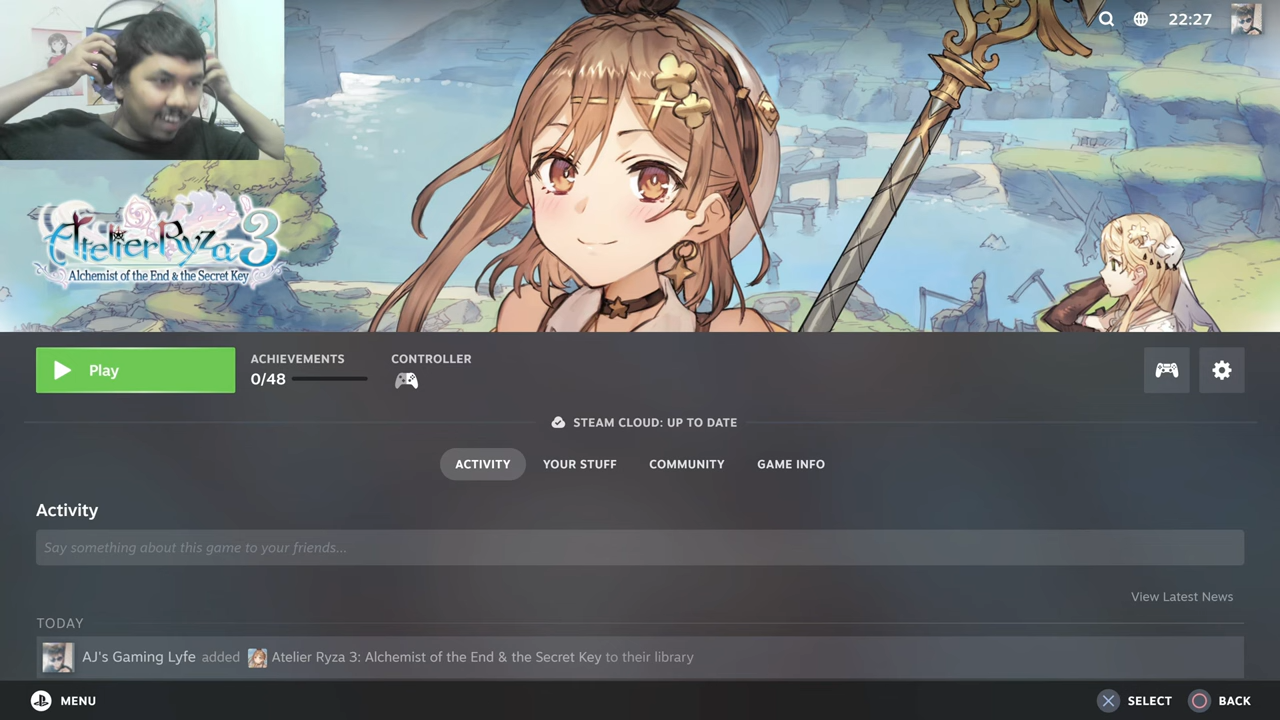 22:27
Atelier Ryza 3
Alchemist of the End & the Secret Key
Play
ACHIEVEMENTS
0/48
CONTROLLER
STEAM CLOUD: UP TO DATE
ACTIVITY
YOUR STUFF
COMMUNITY
GAME INFO
Activity
Say something about this game to your friends...
View Latest News
TODAY
AJ's Gaming Lyfe added Atelier Ryza 3: Alchemist of the End & the Secret Key to their library
MENU
SELECT
BACK